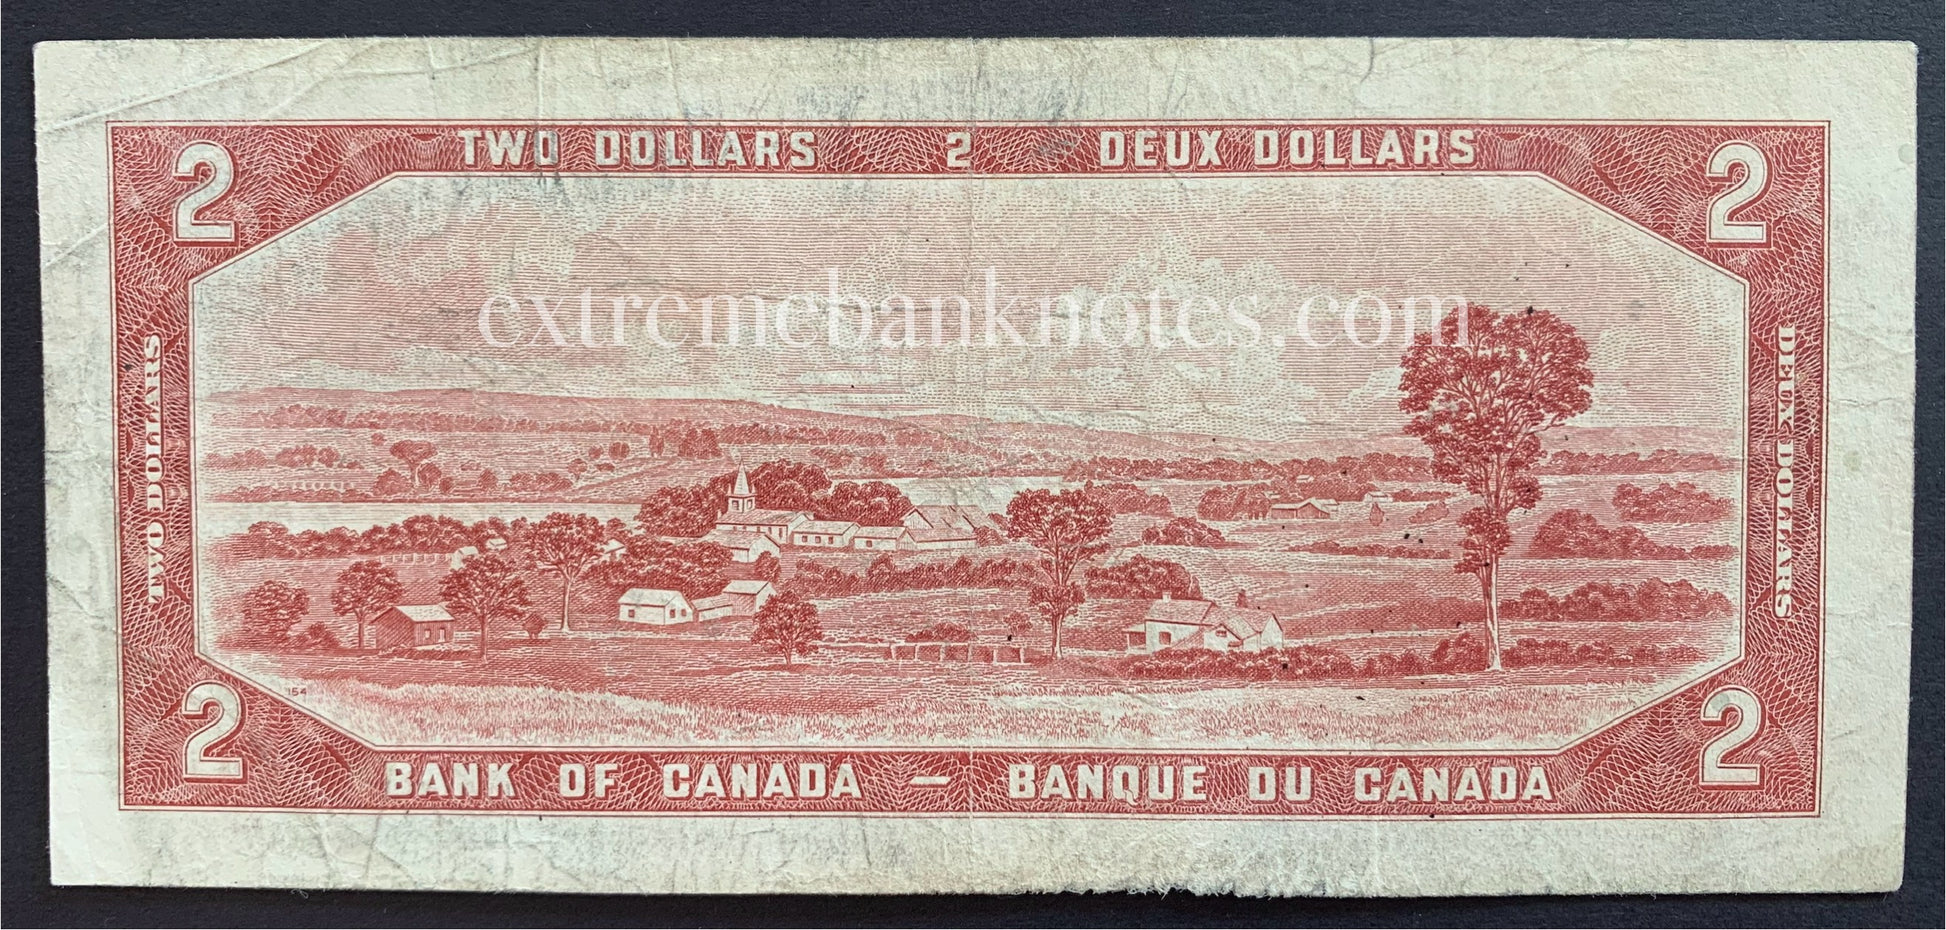 2 TWO DOLLARS 2 DEUX DOLLARS 2
extremebanknotes.com
TWO DOLLARS
DEUX DOLLARS
154
2 BANK OF CANADA — BANQUE DU CANADA 2